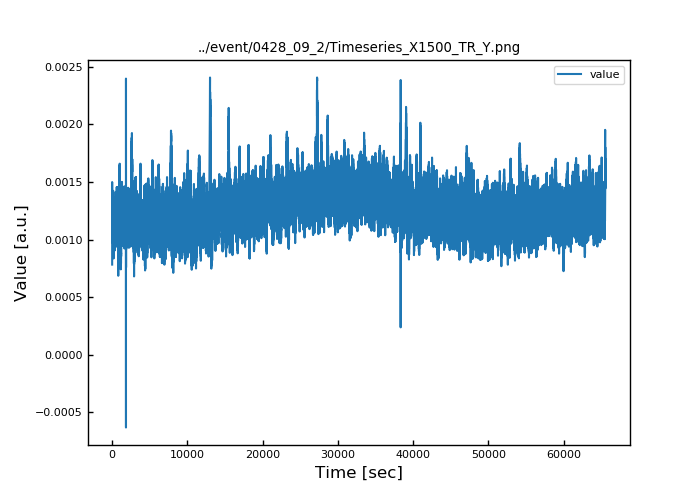 ../event/0428_09_2/Timeseries_X1500_TR_Y.png
value
0.0025
0.0020
0.0015
0.0010
0.0005
0.0000
−0.0005
Value [a.u.]
0 10000 20000 30000 40000 50000 60000
Time [sec]